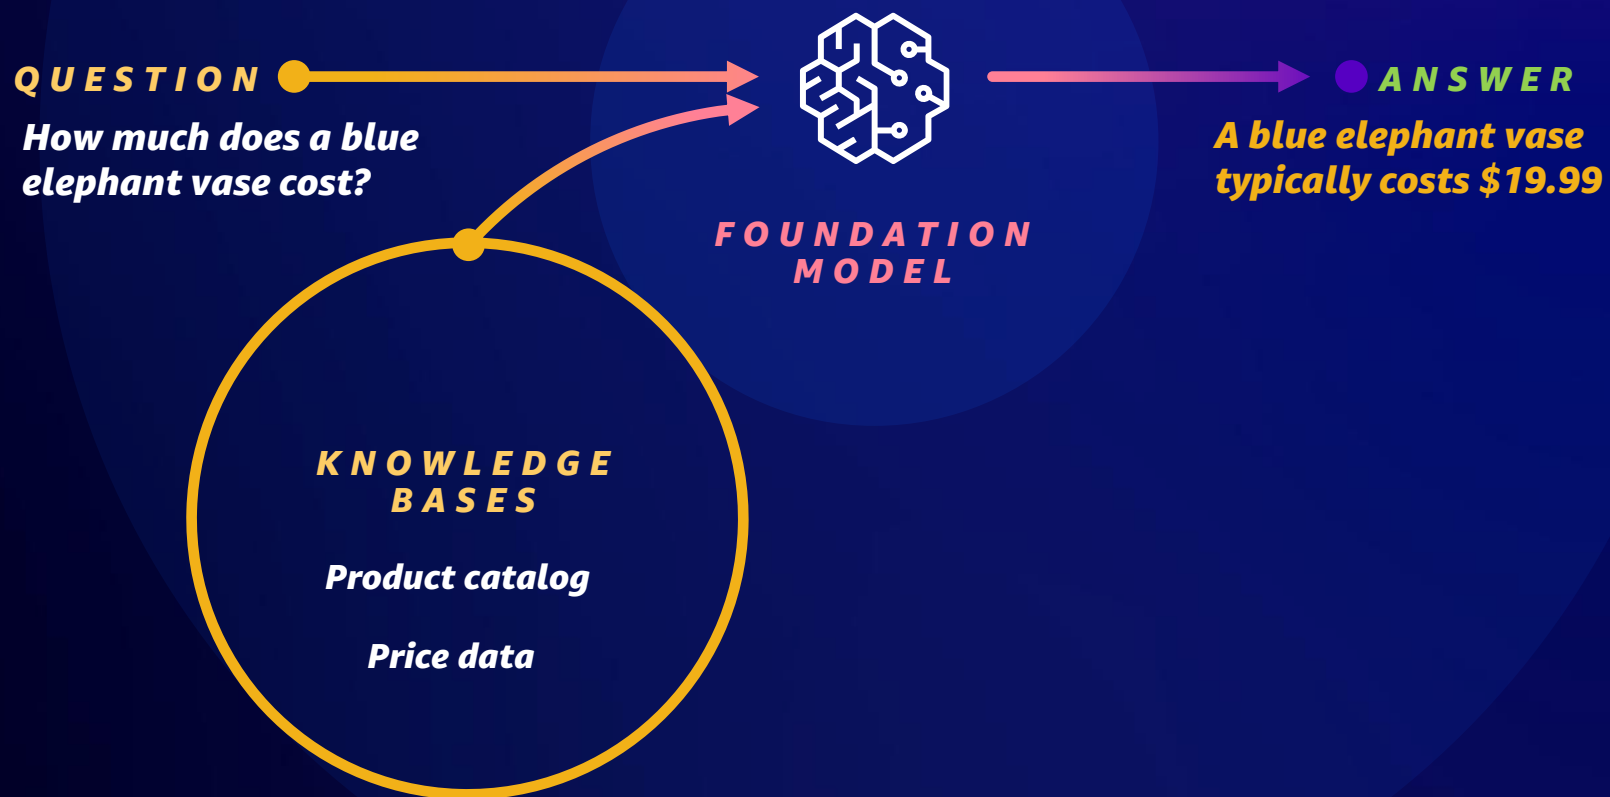 QUESTION
How much does a blue
elephant vase cost?
FOUNDATION
MODEL
ANSWER
A blue elephant vase
typically costs $19.99
KNOWLEDGE
BASES
Product catalog
Price data